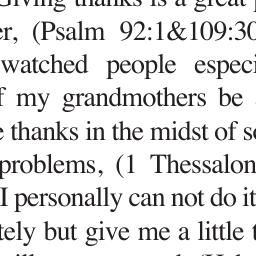 Giving thanks is a great
er, (Psalm 92:1&109:30
watched people especi
f my grandmothers be
e thanks in the midst of so
problems, (1 Thessalon
I personally can not do it
tely but give me a little t